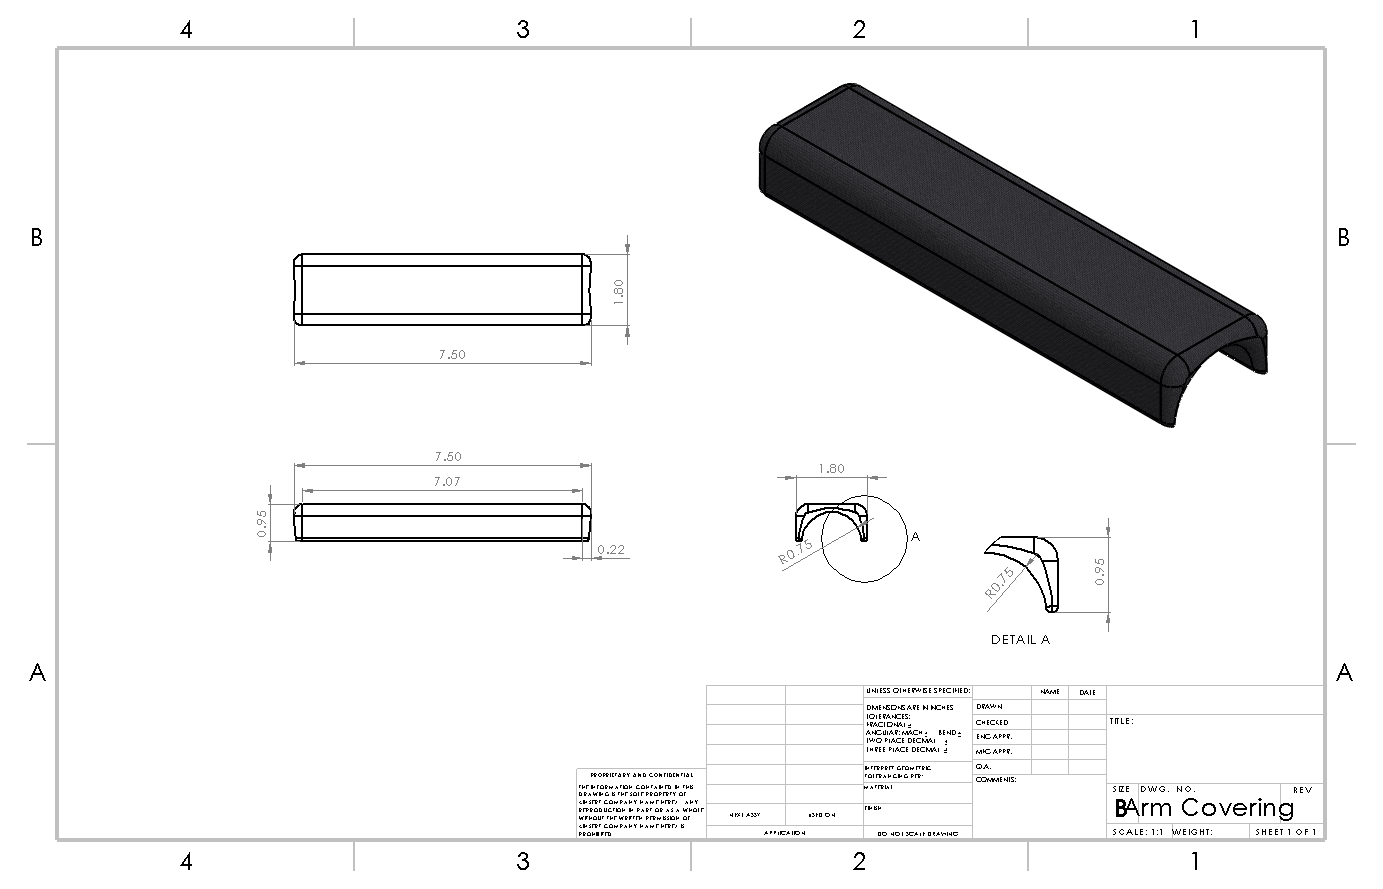 4 3 2 1
B B
1.80
7.50
7.50
7.07
0.95
0.22
1.80
R0.75
A
R0.75
0.95
DETAIL A
A A
UNLESS OTHERWISE SPECIFIED:
NAME DATE
DIMENSIONS ARE IN INCHES
TOLERANCES:
FRACTIONAL ±
ANGULAR: MACH ± BEND ±
TWO PLACE DECIMAL ±
THREE PLACE DECIMAL ±
DRAWN
CHECKED
ENG APPR.
MFG APPR.
Q.A.
COMMENTS:
TITLE:
INTERPRET GEOMETRIC
TOLERANCING PER:
MATERIAL
FINISH
PROPRIETARY AND CONFIDENTIAL
THE INFORMATION CONTAINED IN THIS
DRAWING IS THE SOLE PROPERTY OF
<INSERT COMPANY NAME HERE>. ANY
REPRODUCTION IN PART OR AS A WHOLE
WITHOUT THE WRITTEN PERMISSION OF
<INSERT COMPANY NAME HERE> IS
PROHIBITED.
NEXT ASSY USED ON
APPLICATION
DO NOT SCALE DRAWING
SIZE DWG. NO. REV
B Arm Covering
SCALE: 1:1 WEIGHT: SHEET 1 OF 1
4 3 2 1